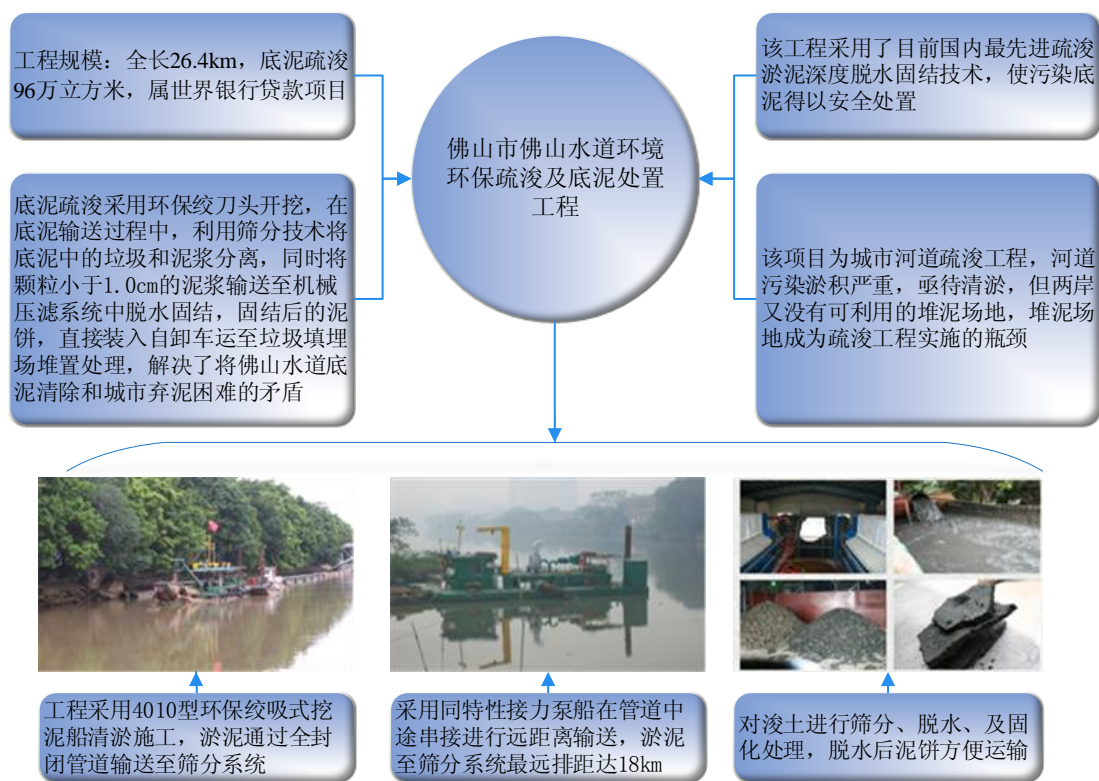 工程规模：全长26.4km，底泥疏浚
96万立方米，属世界银行贷款项目
底泥疏浚采用环保绞刀头开挖，在
底泥输送过程中，利用筛分技术将
底泥中的垃圾和泥浆分离，同时将
颗粒小于1.0cm的泥浆输送至机械
压滤系统中脱水固结，固结后的泥
饼，直接装入自卸车运至垃圾填埋
场堆置处理，解决了将佛山水道底
泥清除和城市弃泥困难的矛盾
佛山市佛山水道环境
环保疏浚及底泥处置
工程
该工程采用了目前国内最先进疏浚
淤泥深度脱水固结技术，使污染底
泥得以安全处置
该项目为城市河道疏浚工程，河道
污染淤积严重，亟待清淤，但两岸
又没有可利用的堆泥场地，堆泥场
地成为疏浚工程实施的瓶颈
工程采用4010型环保绞吸式挖
泥船清淤施工，淤泥通过全封
闭管道输送至筛分系统
采用同特性接力泵船在管道中
途串接进行远距离输送，淤泥
至筛分系统最远排距达18km
对浚土进行筛分、脱水、及固
化处理，脱水后泥饼方便运输